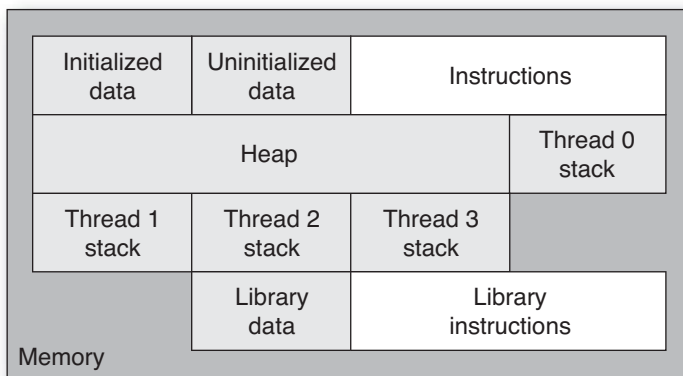 Initialized
data
Uninitialized
data
Instructions
Heap
Thread 0
stack
Thread 1
stack
Thread 2
stack
Thread 3
stack
Library
data
Library
instructions
Memory